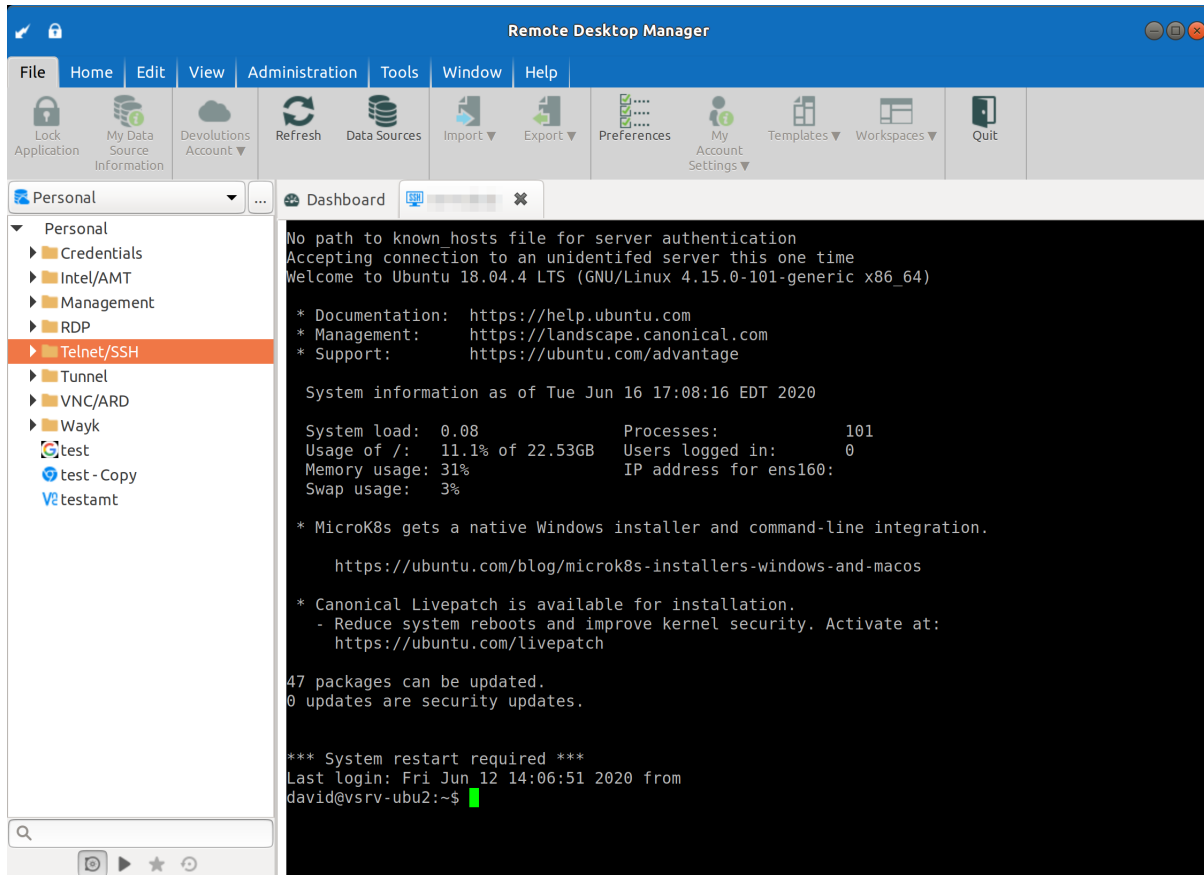 Remote Desktop Manager
File Home Edit View Administration Tools Window Help
Lock Application
My Data Source Information
Devolutions Account ▼
Refresh
Data Sources
Import ▼
Export ▼
Preferences
My Account Settings ▼
Templates ▼
Workspaces ▼
Quit
Personal
...
Dashboard
SSH
Personal
Credentials
Intel/AMT
Management
RDP
Telnet/SSH
Tunnel
VNC/ARD
Wayk
test
test - Copy
testamt
No path to known_hosts file for server authentication
Accepting connection to an unidentifed server this one time
Welcome to Ubuntu 18.04.4 LTS (GNU/Linux 4.15.0-101-generic x86_64)
* Documentation:  https://help.ubuntu.com
* Management:     https://landscape.canonical.com
* Support:        https://ubuntu.com/advantage
System information as of Tue Jun 16 17:08:16 EDT 2020
System load:  0.08               Processes:             101
Usage of /:   11.1% of 22.53GB   Users logged in:       0
Memory usage: 31%                IP address for ens160:
Swap usage:   3%
* MicroK8s gets a native Windows installer and command-line integration.
https://ubuntu.com/blog/microk8s-installers-windows-and-macos
* Canonical Livepatch is available for installation.
- Reduce system reboots and improve kernel security. Activate at:
https://ubuntu.com/livepatch
47 packages can be updated.
0 updates are security updates.
*** System restart required ***
Last login: Fri Jun 12 14:06:51 2020 from
david@vsrv-ubu2:~$